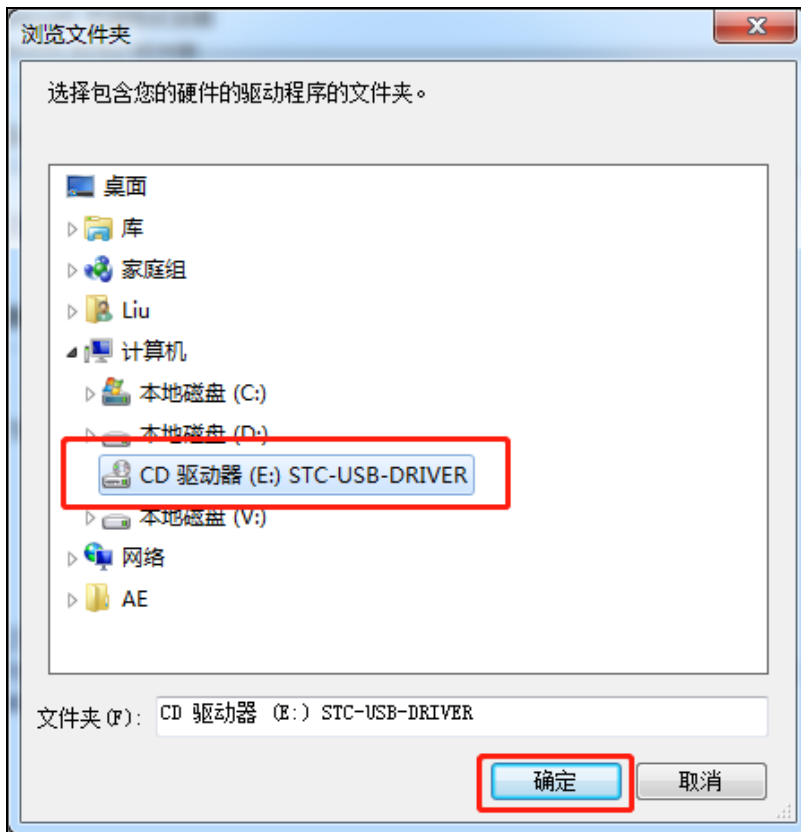 浏览文件夹
选择包含您的硬件的驱动程序的文件夹。
桌面
库
家庭组
Liu
计算机
本地磁盘 (C:)
本地磁盘 (D:)
CD 驱动器 (E:) STC-USB-DRIVER
本地磁盘 (V:)
网络
AE
文件夹(F): CD 驱动器 (E:) STC-USB-DRIVER
确定 取消